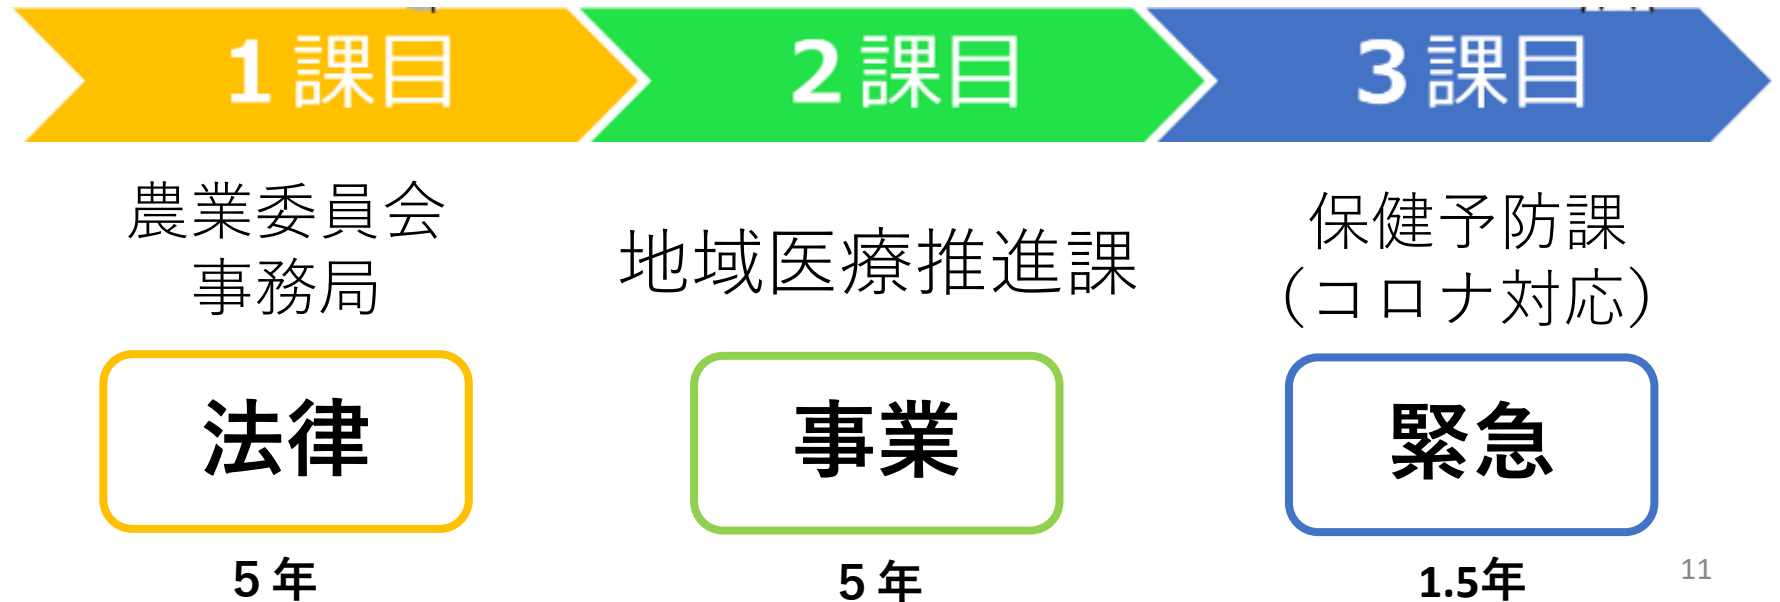 1課目
2課目
3課目
農業委員会
事務局
地域医療推進課
保健予防課
（コロナ対応）
法律
事業
緊急
5年
5年
1.5年
11